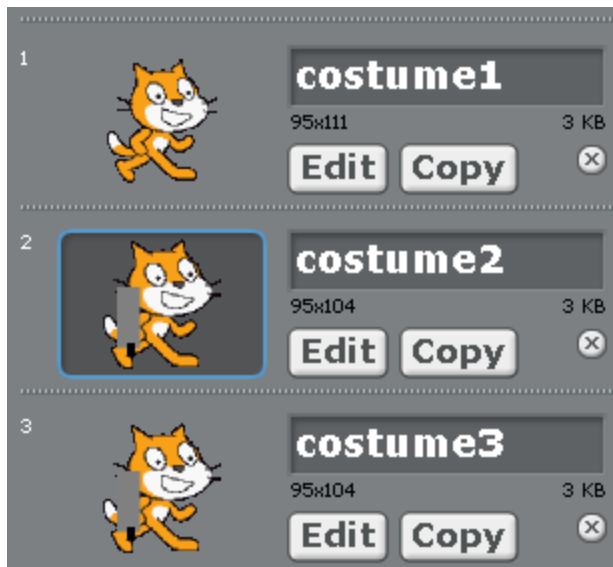 1
costume1
95x111 3 KB
Edit Copy
2
costume2
95x104 3 KB
Edit Copy
3
costume3
95x104 3 KB
Edit Copy